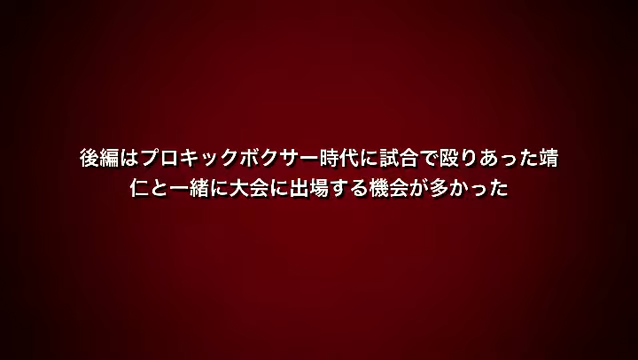 後編はプロキックボクサー時代に試合で殴りあった靖
仁と一緒に大会に出場する機会が多かった